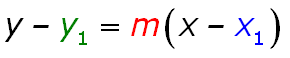 y − y₁ = m(x − x₁)